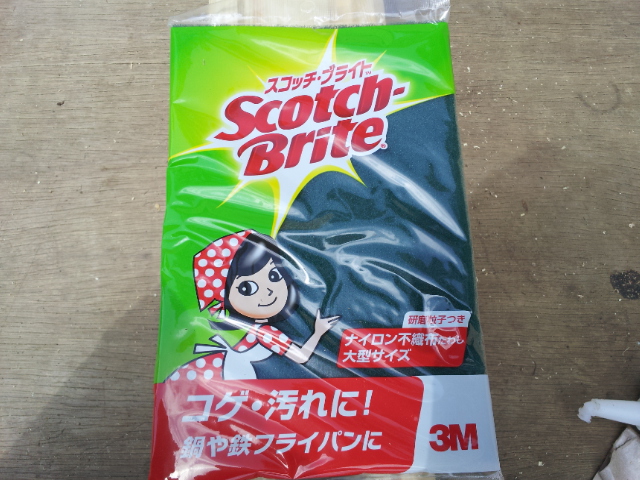 スコッチ・ブライト™
Scotch-
Brite®
研磨粒子つき
ナイロン不織布たわし
大型サイズ
コゲ・汚れに!
鍋や鉄フライパンに
3M